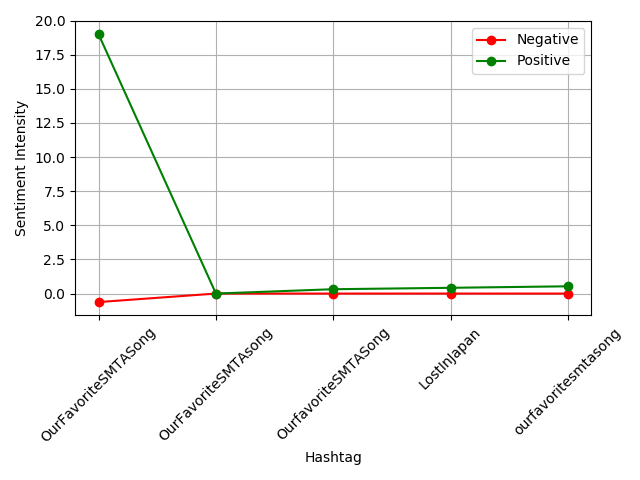 20.0
17.5
15.0
12.5
10.0
7.5
5.0
2.5
0.0
Sentiment Intensity
Negative
Positive
OurFavoriteSMTASong
OurFavoriteSMTAsong
OurfavoriteSMTASong
LostInJapan
ourfavoritesmtasong
Hashtag